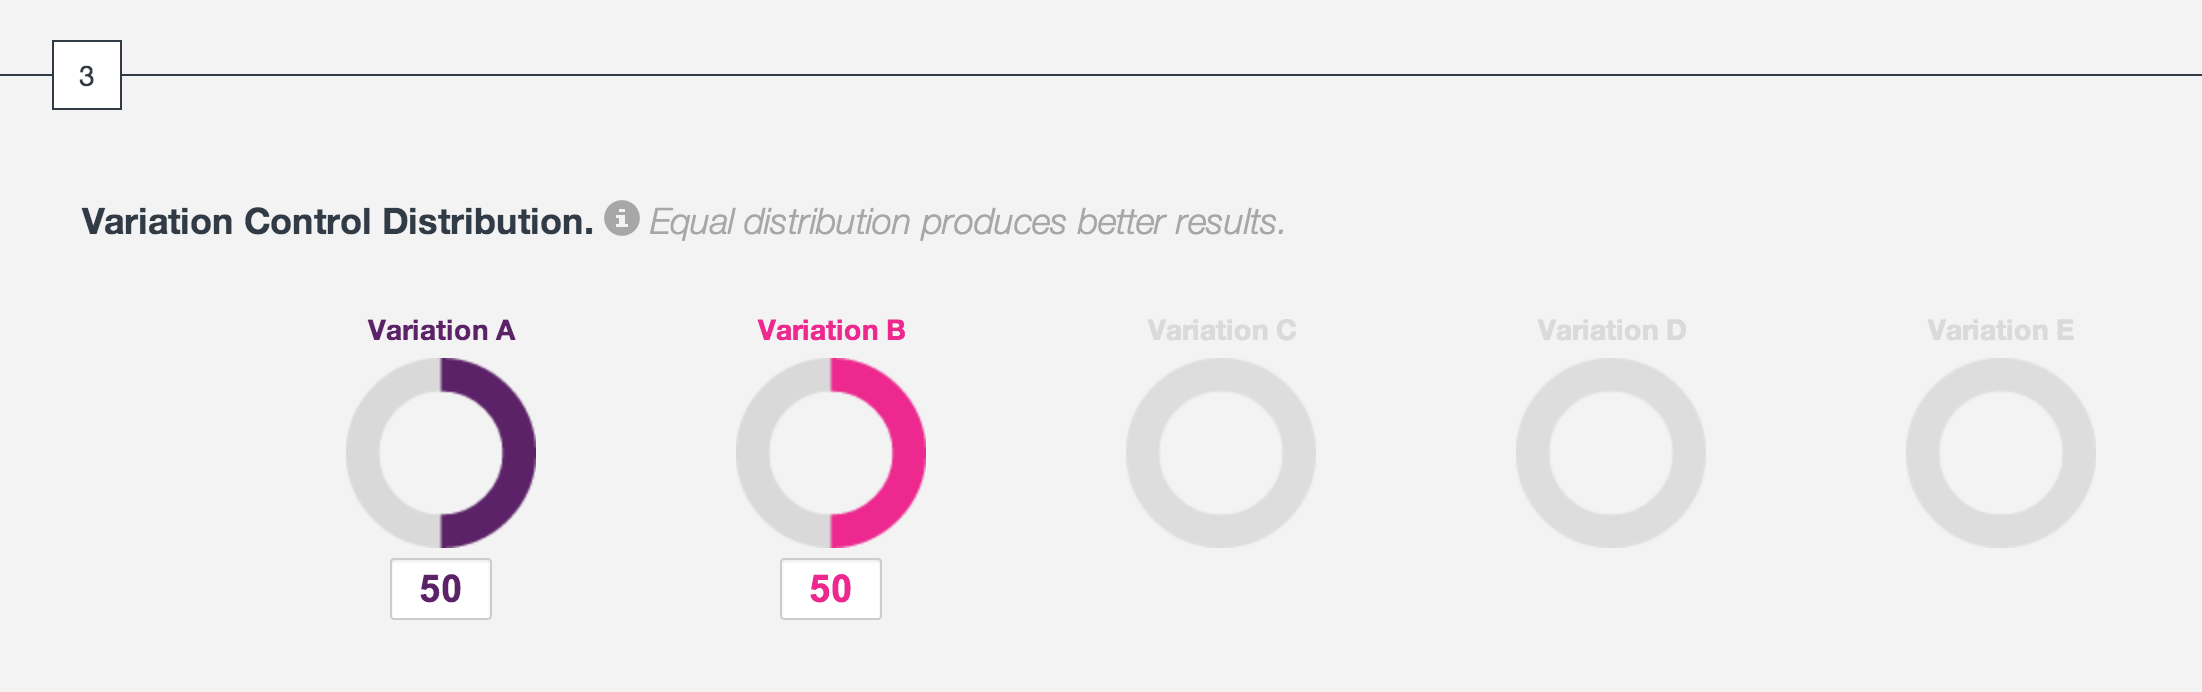 3
Variation Control Distribution. i Equal distribution produces better results.
Variation A Variation B Variation C Variation D Variation E
50 50